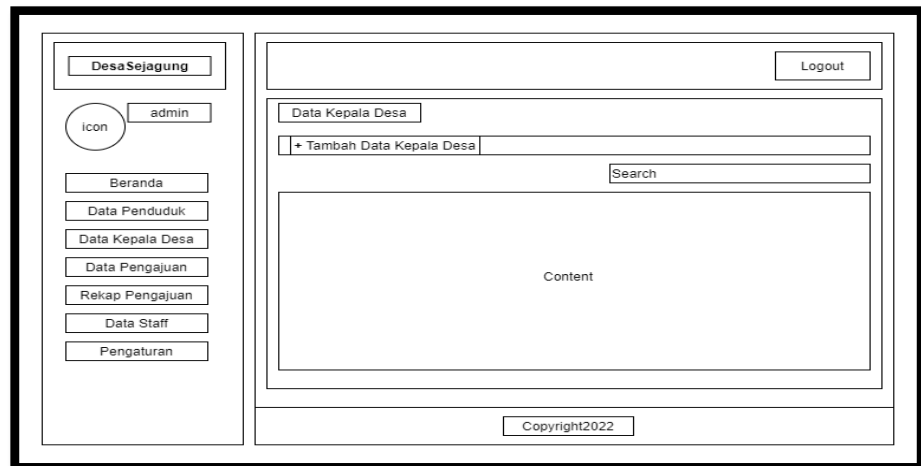 DesaSejagung
icon
admin
Beranda
Data Penduduk
Data Kepala Desa
Data Pengajuan
Rekap Pengajuan
Data Staff
Pengaturan
Logout
Data Kepala Desa
+ Tambah Data Kepala Desa
Search
Content
Copyright2022